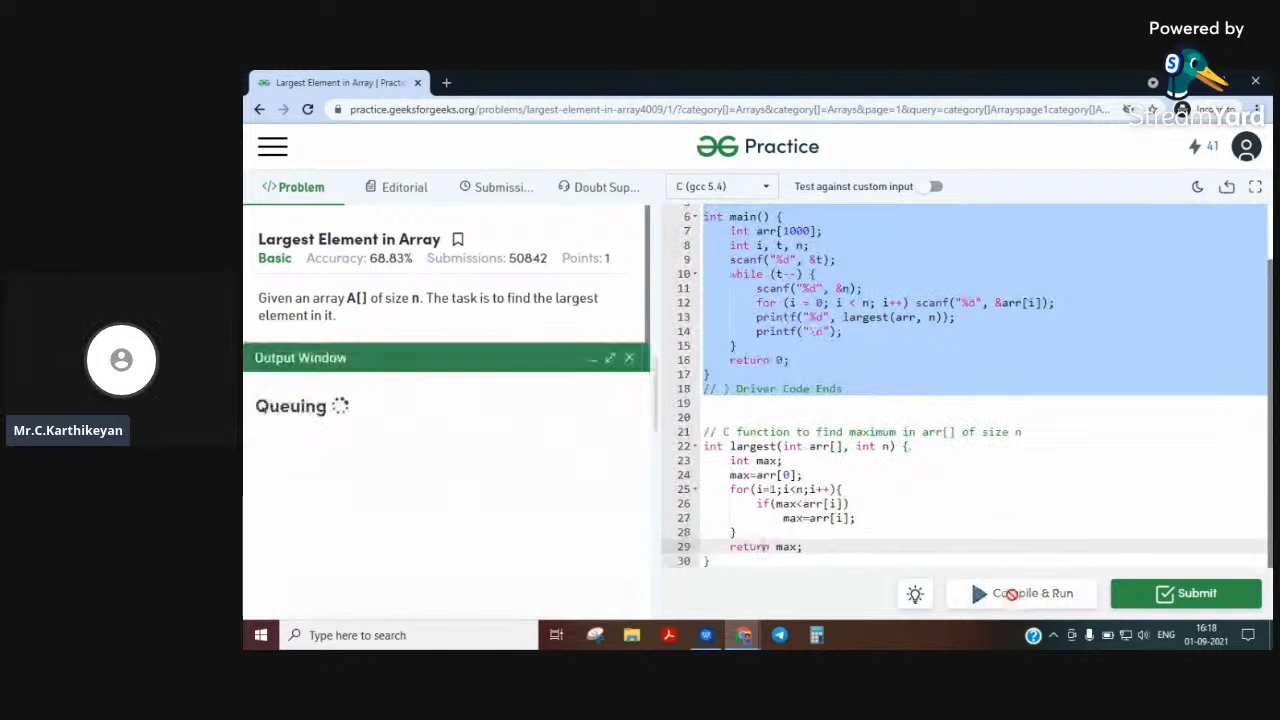 Powered by
StreamYard
Largest Element in Array | Practic
practice.geeksforgeeks.org/problems/largest-element-in-array4009/1/?category[]=Arrays&category[]=Arrays&page=1&query=category[]Arrayspage1category[]A...
Practice
41
</> Problem
Editorial
Submissi...
Doubt Sup...
C (gcc 5.4)
Test against custom input
Largest Element in Array
Basic Accuracy: 68.83% Submissions: 50842 Points: 1
Given an array A[] of size n. The task is to find the largest
element in it.
Output Window
Queuing
6 int main() {
7 int arr[1000];
8 int i, t, n;
9 scanf("%d", &t);
10 while (t--) {
11 scanf("%d", &n);
12 for (i = 0; i < n; i++) scanf("%d", &arr[i]);
13 printf("%d", largest(arr, n));
14 printf("\n");
15 }
16 return 0;
17 }
18 // } Driver Code Ends
19
20
21 // C function to find maximum in arr[] of size n
22 int largest(int arr[], int n) {
23 int max;
24 max=arr[0];
25 for(i=1;i<n;i++){
26 if(max<arr[i])
27 max=arr[i];
28 }
29 return max;
30 }
Compile & Run
Submit
Mr.C.Karthikeyan
Type here to search
ENG
16:18
01-09-2021